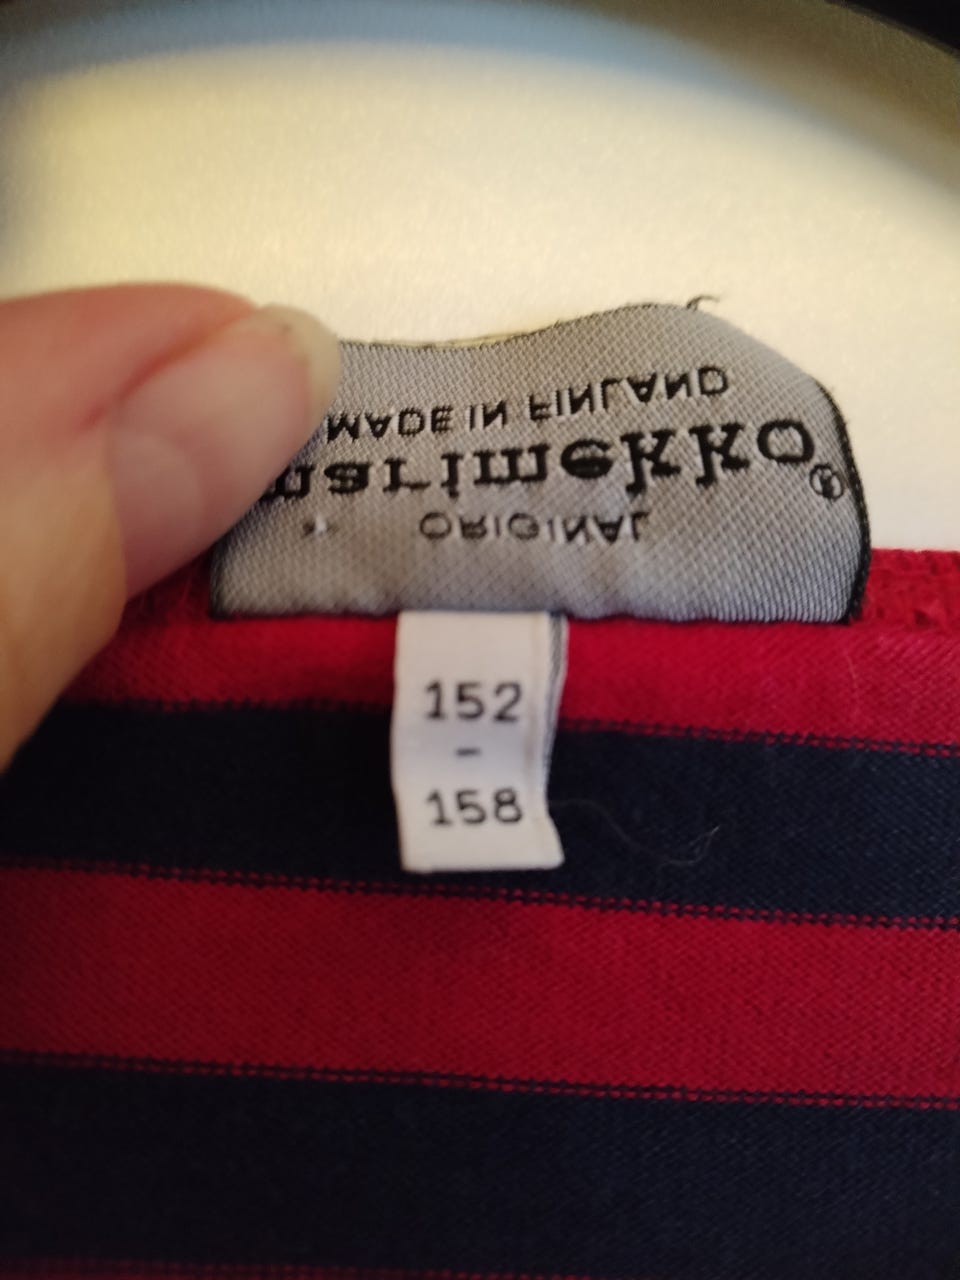 ORIGINAL
marimekko®
MADE IN FINLAND
152
-
158